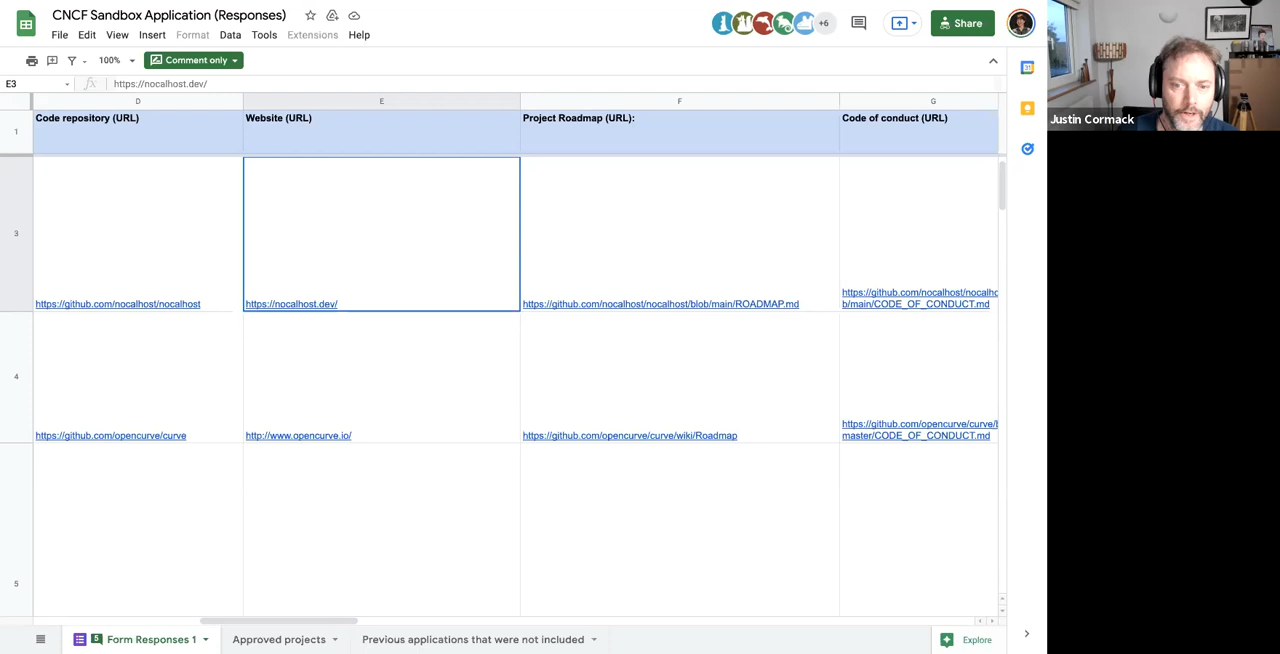 CNCF Sandbox Application (Responses)
File Edit View Insert Format Data Tools Extensions Help
+6
Share
100%
Comment only
E3
fx
https://nocalhost.dev/
D E F G
1
Code repository (URL)
Website (URL)
Project Roadmap (URL):
Code of conduct (URL)
3
https://github.com/nocalhost/nocalhost
https://nocalhost.dev/
https://github.com/nocalhost/nocalhost/blob/main/ROADMAP.md
https://github.com/nocalhost/nocalho
b/main/CODE_OF_CONDUCT.md
4
https://github.com/opencurve/curve
http://www.opencurve.io/
https://github.com/opencurve/curve/wiki/Roadmap
https://github.com/opencurve/curve/b
master/CODE_OF_CONDUCT.md
5
5 Form Responses 1
Approved projects
Previous applications that were not included
Explore
31
Justin Cormack